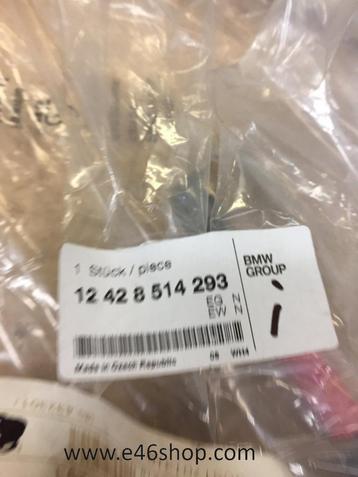 1 Stück / piece
12 42 8 514 293
EG N
EW N
Made in Czech Republic
BMW
GROUP
www.e46shop.com